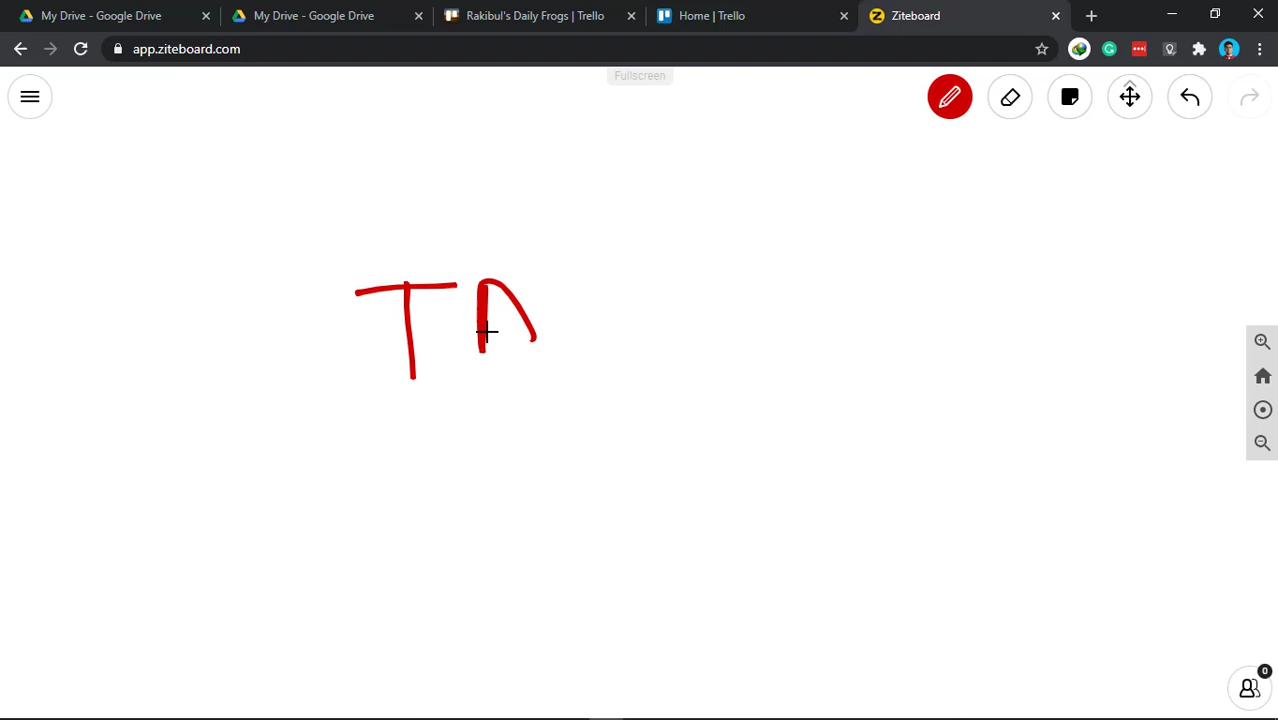 My Drive - Google Drive
My Drive - Google Drive
Rakibul's Daily Frogs | Trello
Home | Trello
Ziteboard
app.ziteboard.com
Fullscreen
0